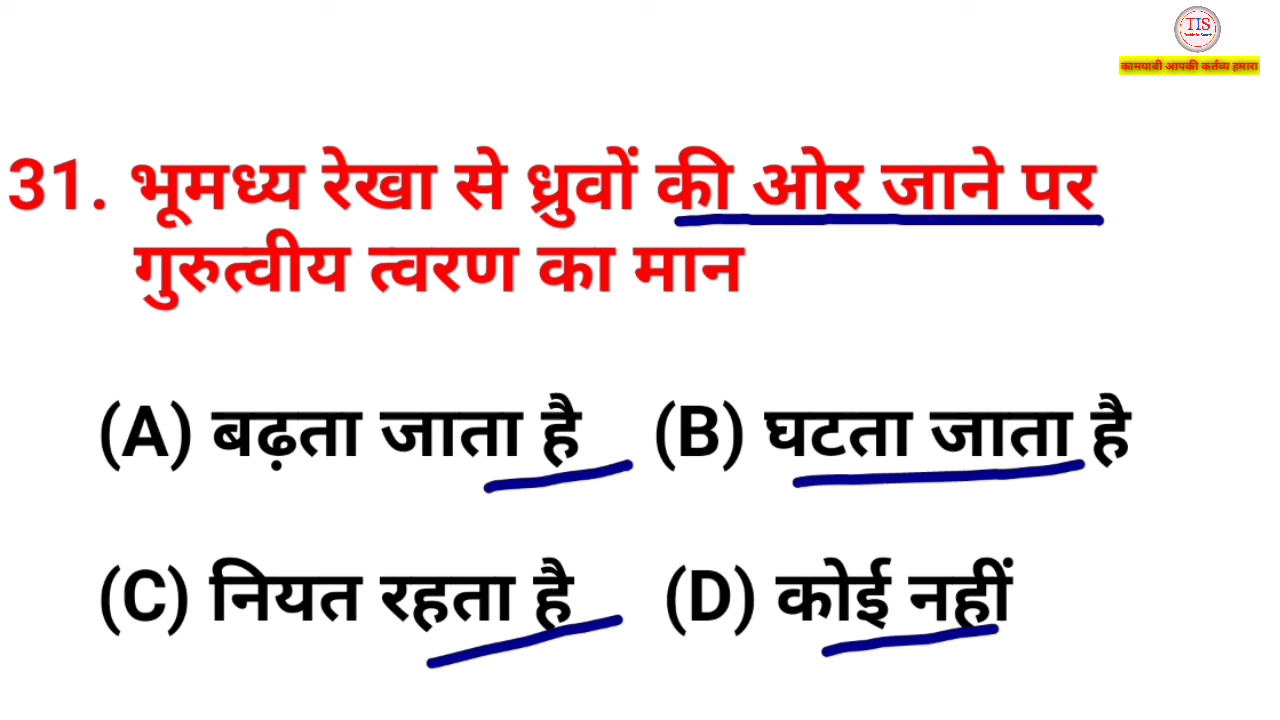 TIS
कामयाबी आपकी कर्तव्य हमारा
31. भूमध्य रेखा से ध्रुवों की ओर जाने पर
गुरुत्वीय त्वरण का मान
(A) बढ़ता जाता है (B) घटता जाता है
(C) नियत रहता है (D) कोई नहीं